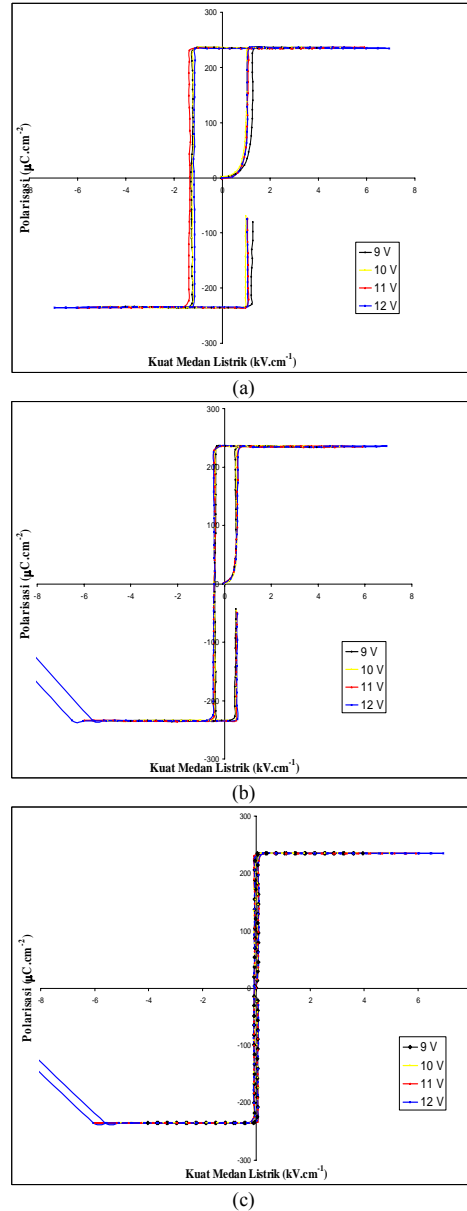 300
200
100
0
-8 -6 -4 -2 0 2 4 6 8
-100
-200
-300
Polarisasi (µC.cm⁻²)
9 V
10 V
11 V
12 V
Kuat Medan Listrik (kV.cm⁻¹)
(a)
300
200
100
0
-8 -6 -4 -2 0 2 4 6 8
-100
-200
-300
Polarisasi (µC.cm⁻²)
9 V
10 V
11 V
12 V
Kuat Medan Listrik (kV.cm⁻¹)
(b)
300
200
100
0
-8 -6 -4 -2 0 2 4 6 8
-100
-200
-300
Polarisasi (µC.cm⁻²)
9 V
10 V
11 V
12 V
Kuat Medan Listrik (kV.cm⁻¹)
(c)